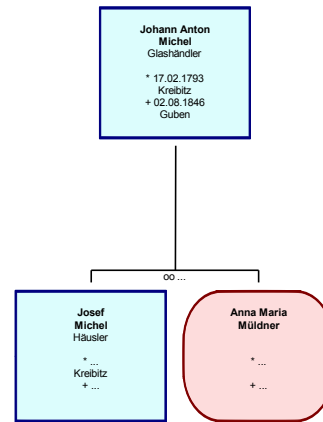 Johann Anton
Michel
Glashändler
* 17.02.1793
Kreibitz
+ 02.08.1846
Guben
oo ...
Josef
Michel
Häusler
* ...
Kreibitz
+ ...
Anna Maria
Müldner
* ...
+ ...